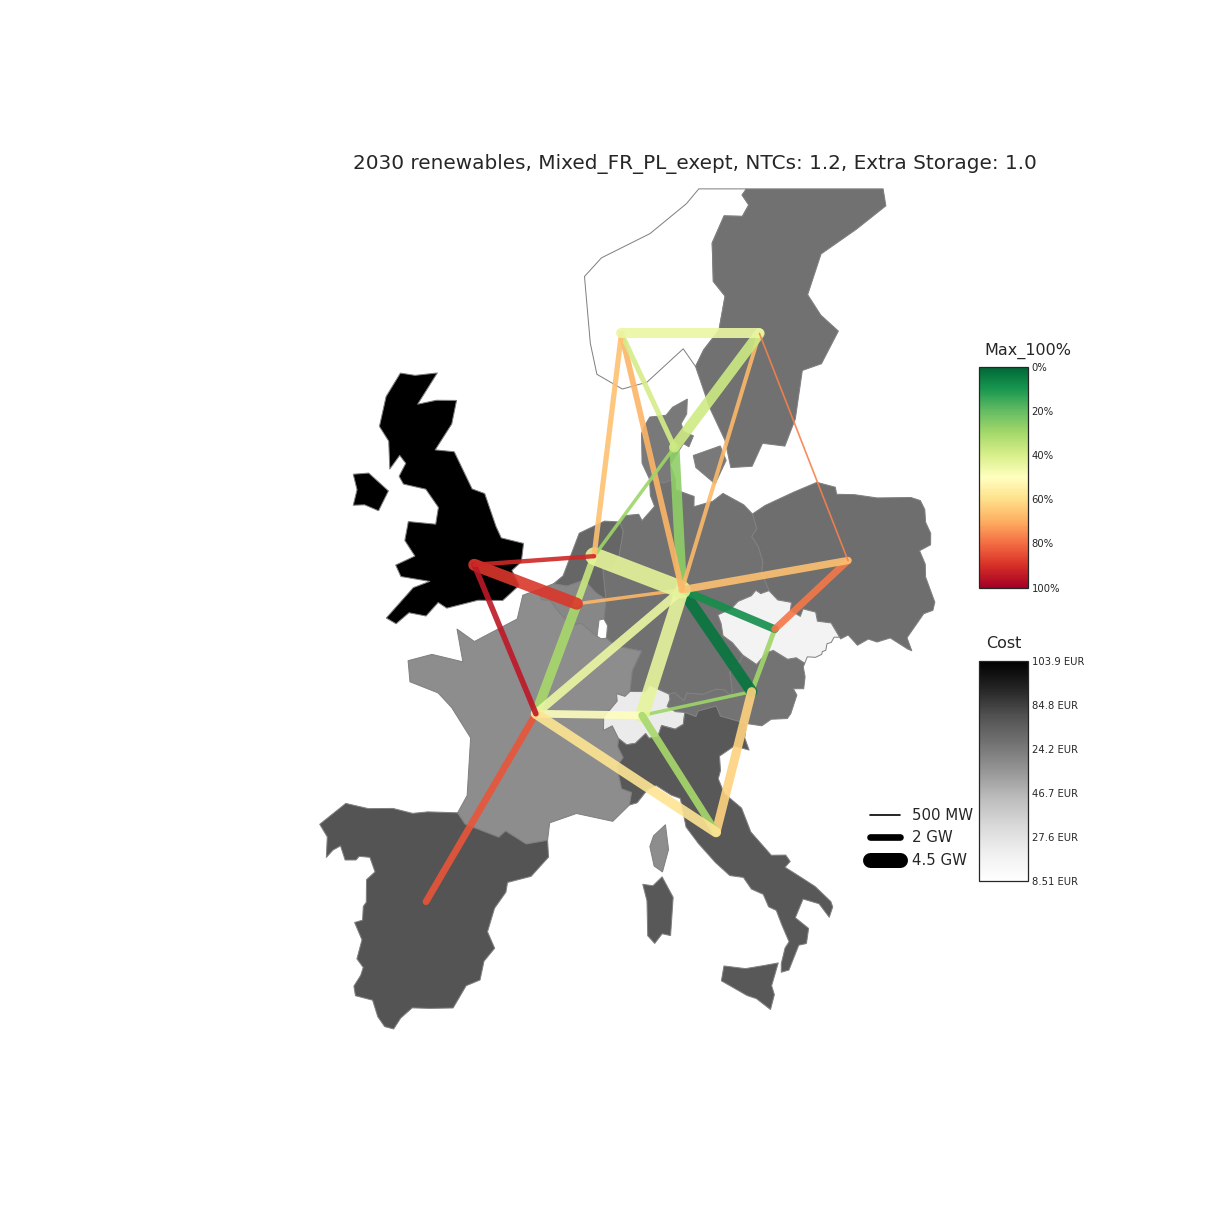 2030 renewables, Mixed_FR_PL_exept, NTCs: 1.2, Extra Storage: 1.0
Max_100%
0%
20%
40%
60%
80%
100%
Cost
103.9 EUR
84.8 EUR
24.2 EUR
46.7 EUR
27.6 EUR
8.51 EUR
500 MW
2 GW
4.5 GW